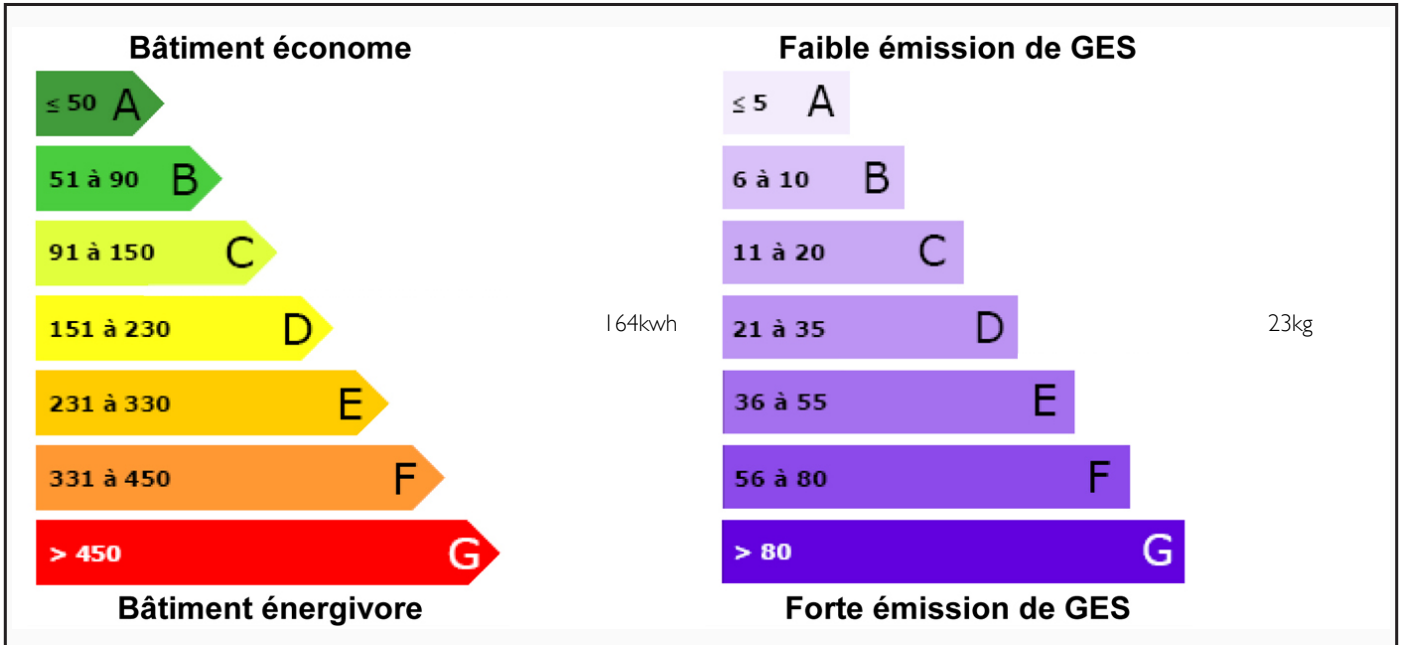 Bâtiment économe
≤ 50 A
51 à 90 B
91 à 150 C
151 à 230 D
164kwh
231 à 330 E
331 à 450 F
> 450 G
Bâtiment énergivore
Faible émission de GES
≤ 5 A
6 à 10 B
11 à 20 C
21 à 35 D
23kg
36 à 55 E
56 à 80 F
> 80 G
Forte émission de GES